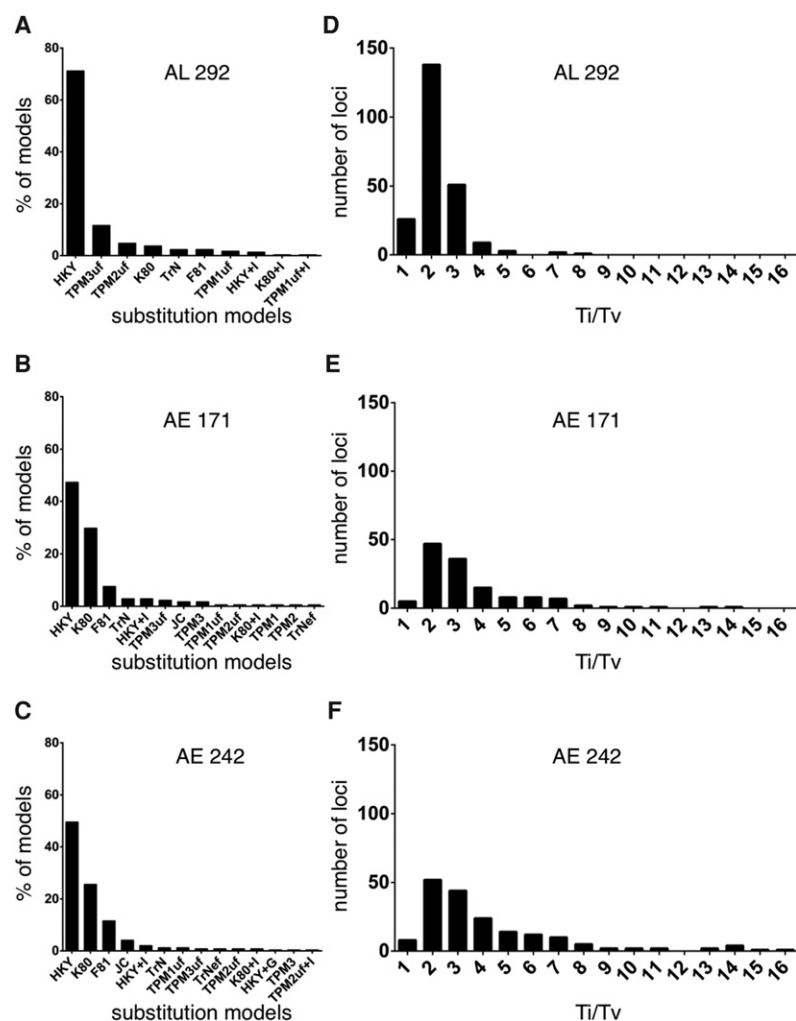 A
AL 292
% of models
80
60
40
20
0
HKY
TPM3uf
TPM2uf
K80
TrN
F81
TPM1uf
HKY+I
K80+I
TPM1uf+I
substitution models
D
AL 292
number of loci
150
100
50
0
1 2 3 4 5 6 7 8 9 10 11 12 13 14 15 16
Ti/Tv
B
AE 171
% of models
80
60
40
20
0
HKY
K80
F81
TrN
HKY+I
TPM3uf
JC
TPM3
TPM1uf
TPM2uf
K80+I
TPM1
TPM2
TrNef
substitution models
E
AE 171
number of loci
150
100
50
0
1 2 3 4 5 6 7 8 9 10 11 12 13 14 15 16
Ti/Tv
C
AE 242
% of models
80
60
40
20
0
HKY
K80
F81
JC
HKY+I
TrN
TPM1uf
TPM3uf
TrNef
TPM2uf
K80+I
HKY+G
TPM3
TPM2uf+I
substitution models
F
AE 242
number of loci
150
100
50
0
1 2 3 4 5 6 7 8 9 10 11 12 13 14 15 16
Ti/Tv